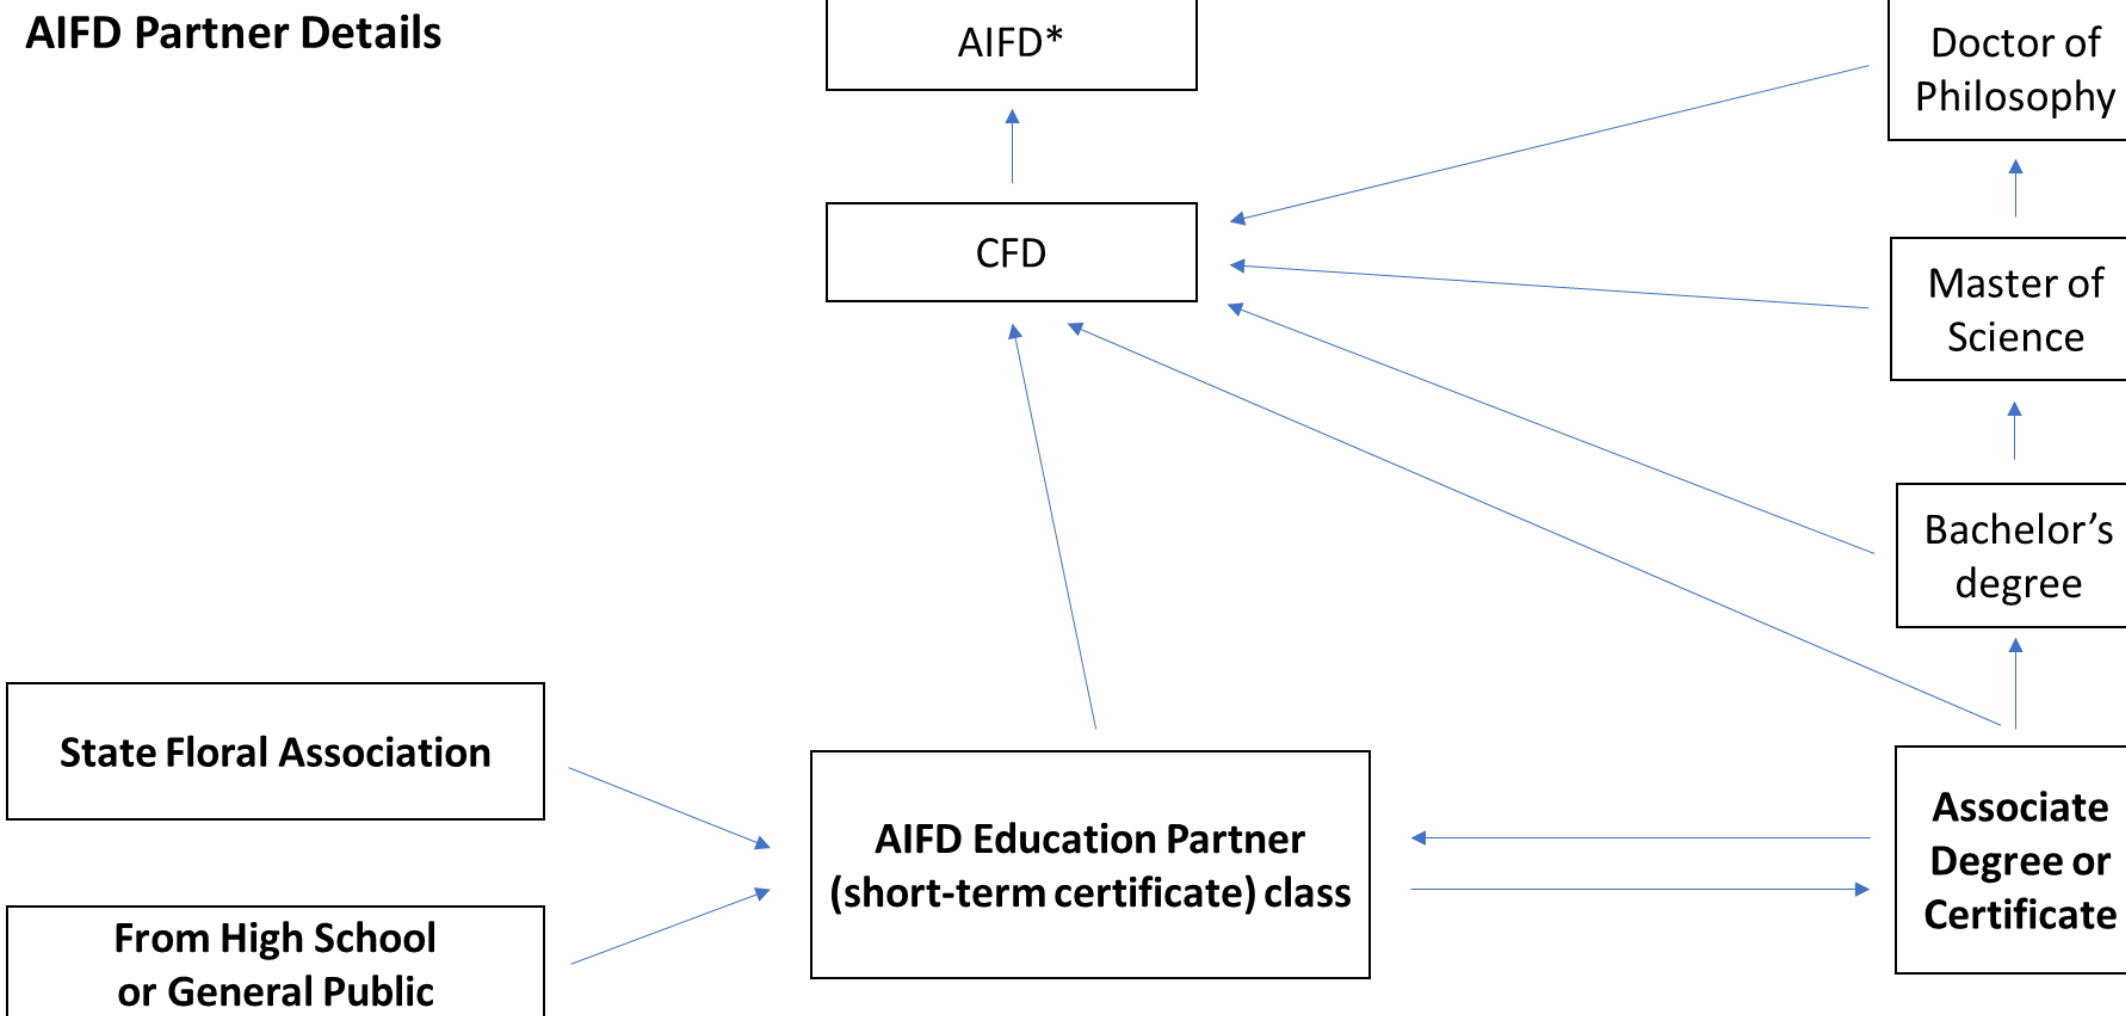 AIFD Partner Details
AIFD*
Doctor of
Philosophy
CFD
Master of
Science
Bachelor’s
degree
State Floral Association
AIFD Education Partner
(short-term certificate) class
Associate
Degree or
Certificate
From High School
or General Public